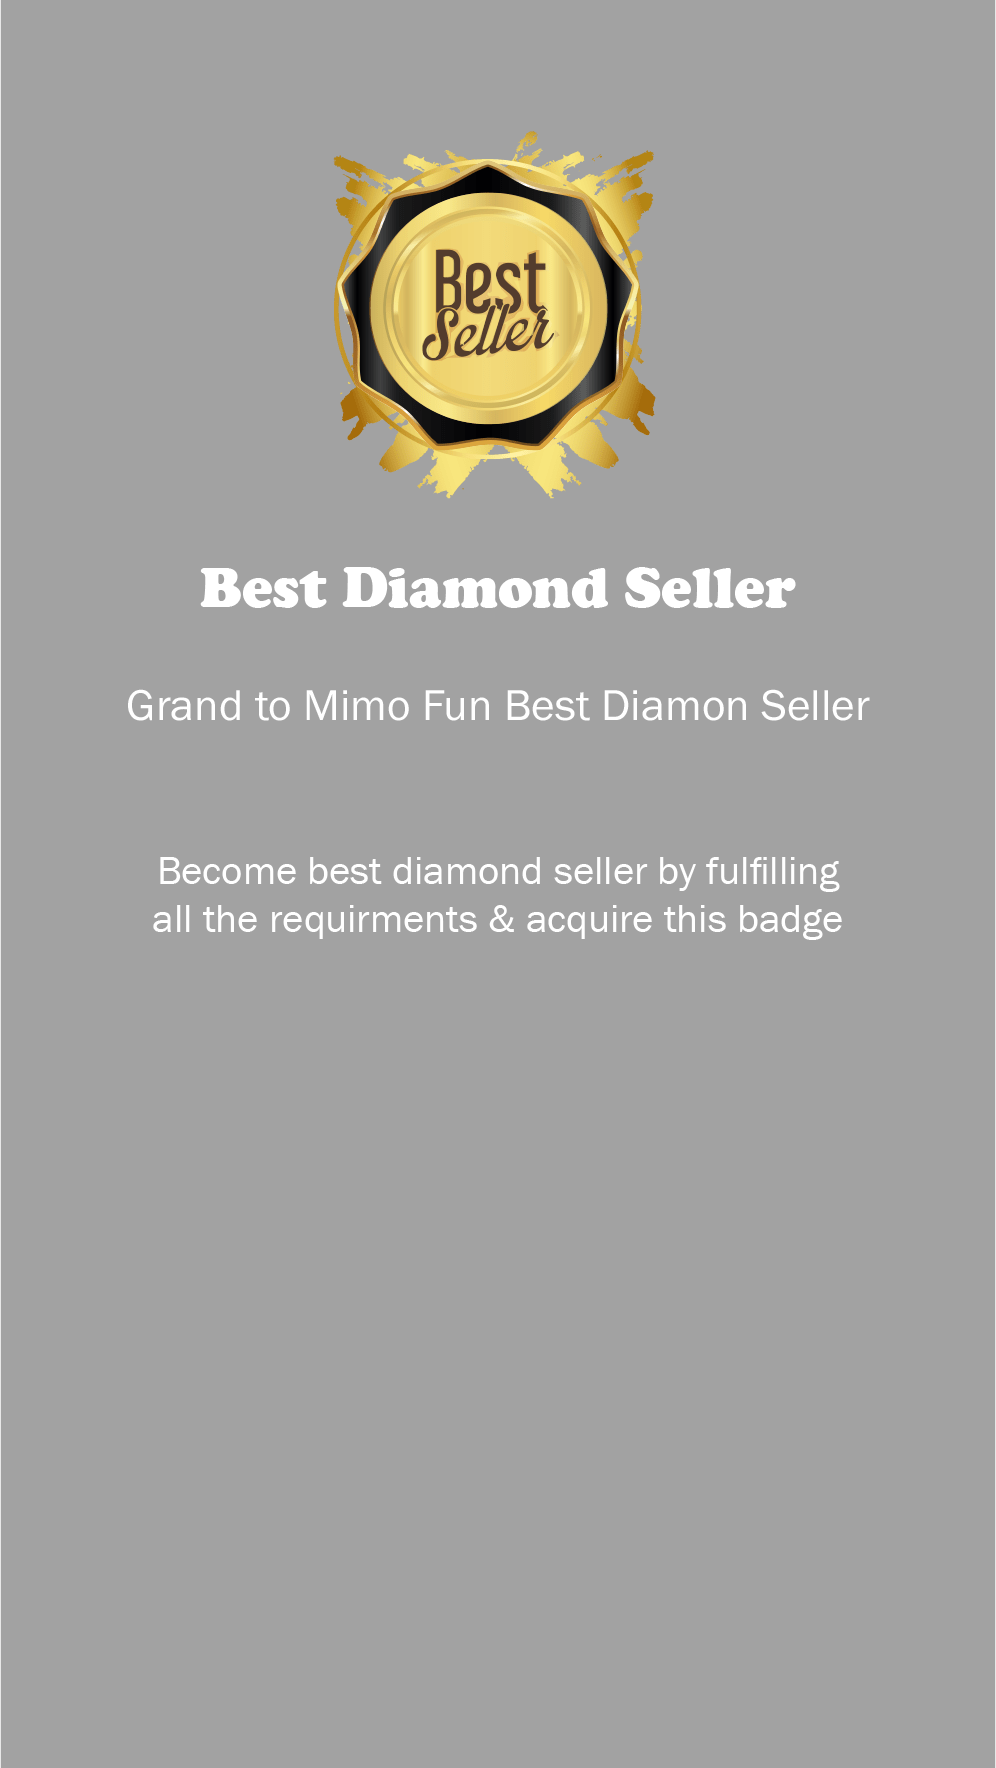 Best
Seller
Best Diamond Seller
Grand to Mimo Fun Best Diamon Seller
Become best diamond seller by fulfilling
all the requirments & acquire this badge